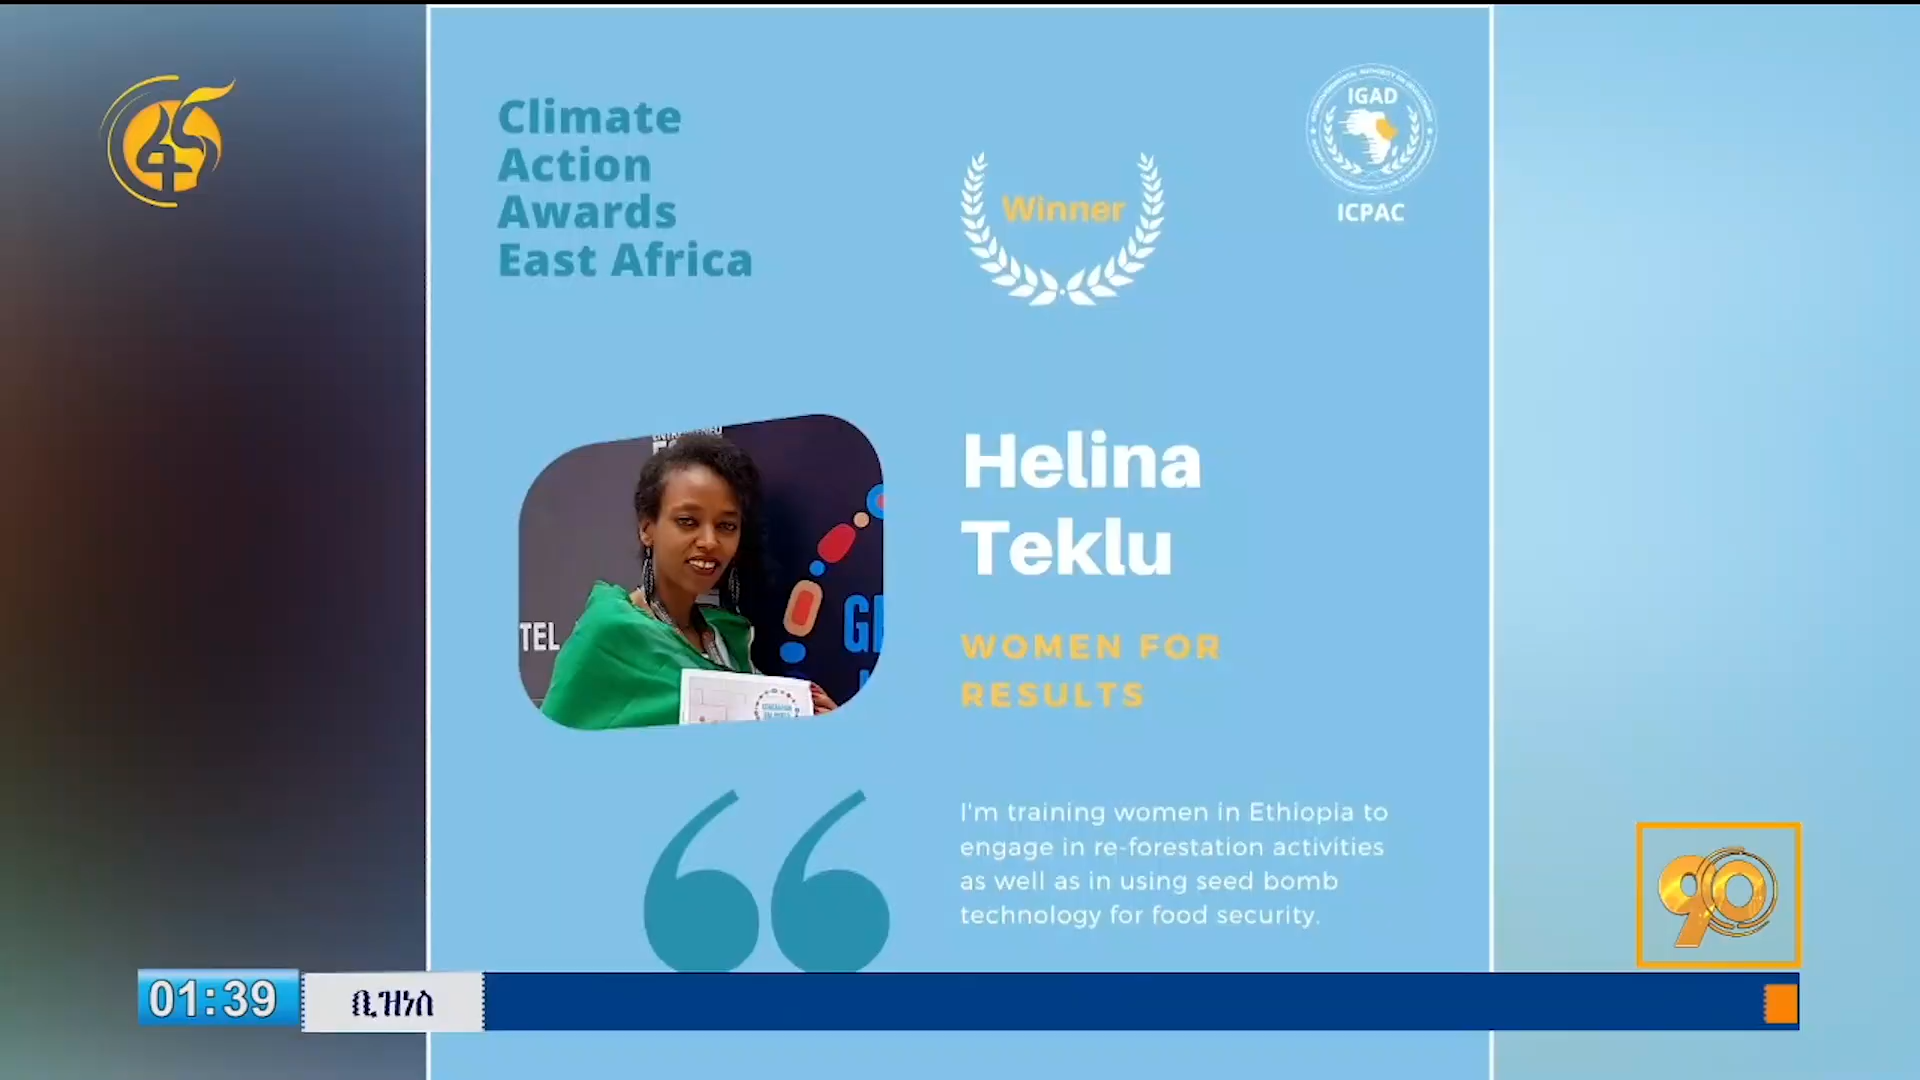 ፋና
Climate
Action
Awards
East Africa
Winner
IGAD
ICPAC
TEL
Helina
Teklu
WOMEN FOR
RESULTS
I'm training women in Ethiopia to
engage in re-forestation activities
as well as in using seed bomb
technology for food security.
90
01:39
ቢዝነስ